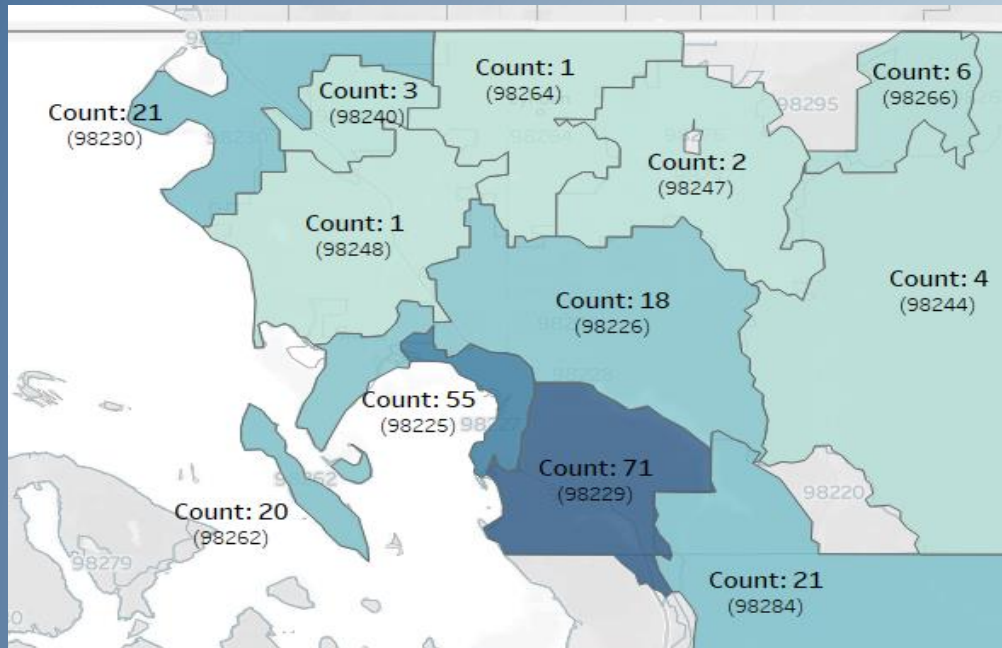 Count: 1
(98264)
Count: 6
(98266)
Count: 3
(98240)
Count: 21
(98230)
98295
Count: 2
(98247)
Count: 1
(98248)
Count: 4
(98244)
Count: 18
(98226)
Count: 55
(98225)
Count: 71
(98229)
98220
Count: 20
(98262)
98279
Count: 21
(98284)